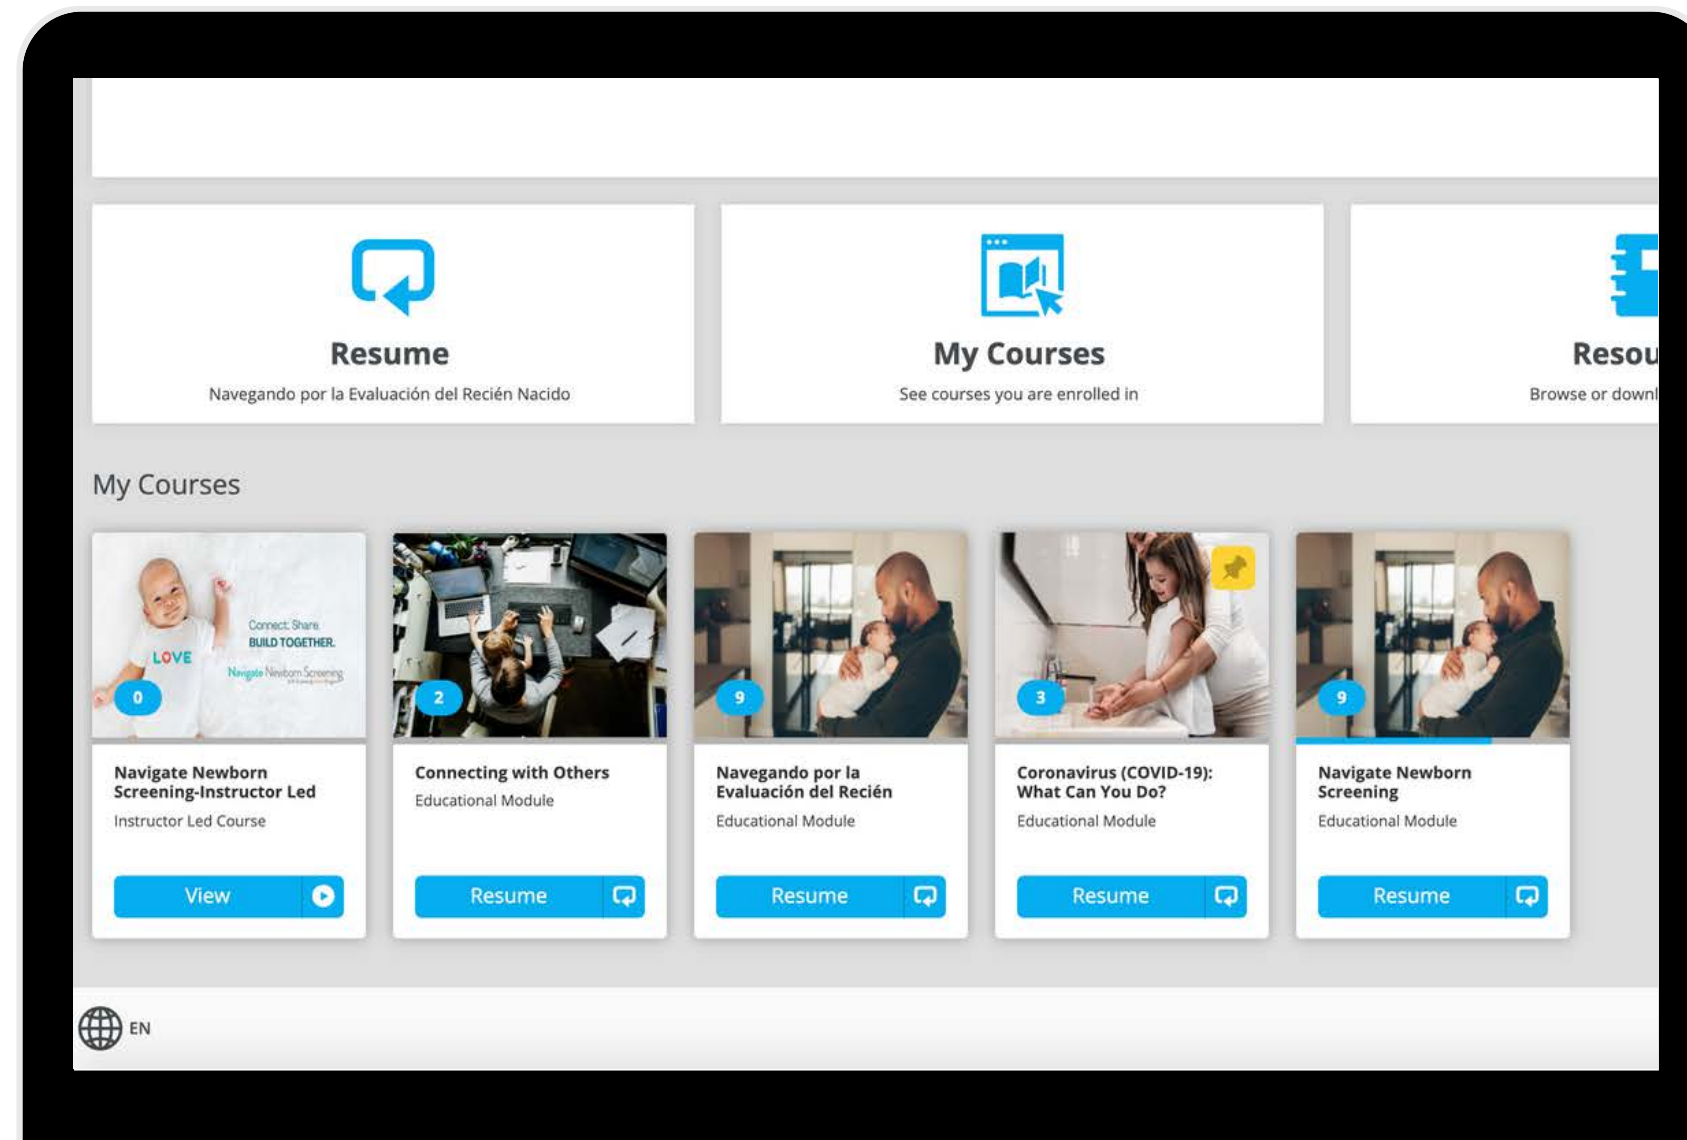 Resume
Navegando por la Evaluación del Recién Nacido
My Courses
See courses you are enrolled in
Resou
Browse or downl
My Courses
LOVE
Connect. Share.
BUILD TOGETHER.
Navigate Newborn Screening
0
Navigate Newborn
Screening-Instructor Led
Instructor Led Course
View
2
Connecting with Others
Educational Module
Resume
9
Navegando por la
Evaluación del Recién
Educational Module
Resume
3
Coronavirus (COVID-19):
What Can You Do?
Educational Module
Resume
9
Navigate Newborn
Screening
Educational Module
Resume
EN